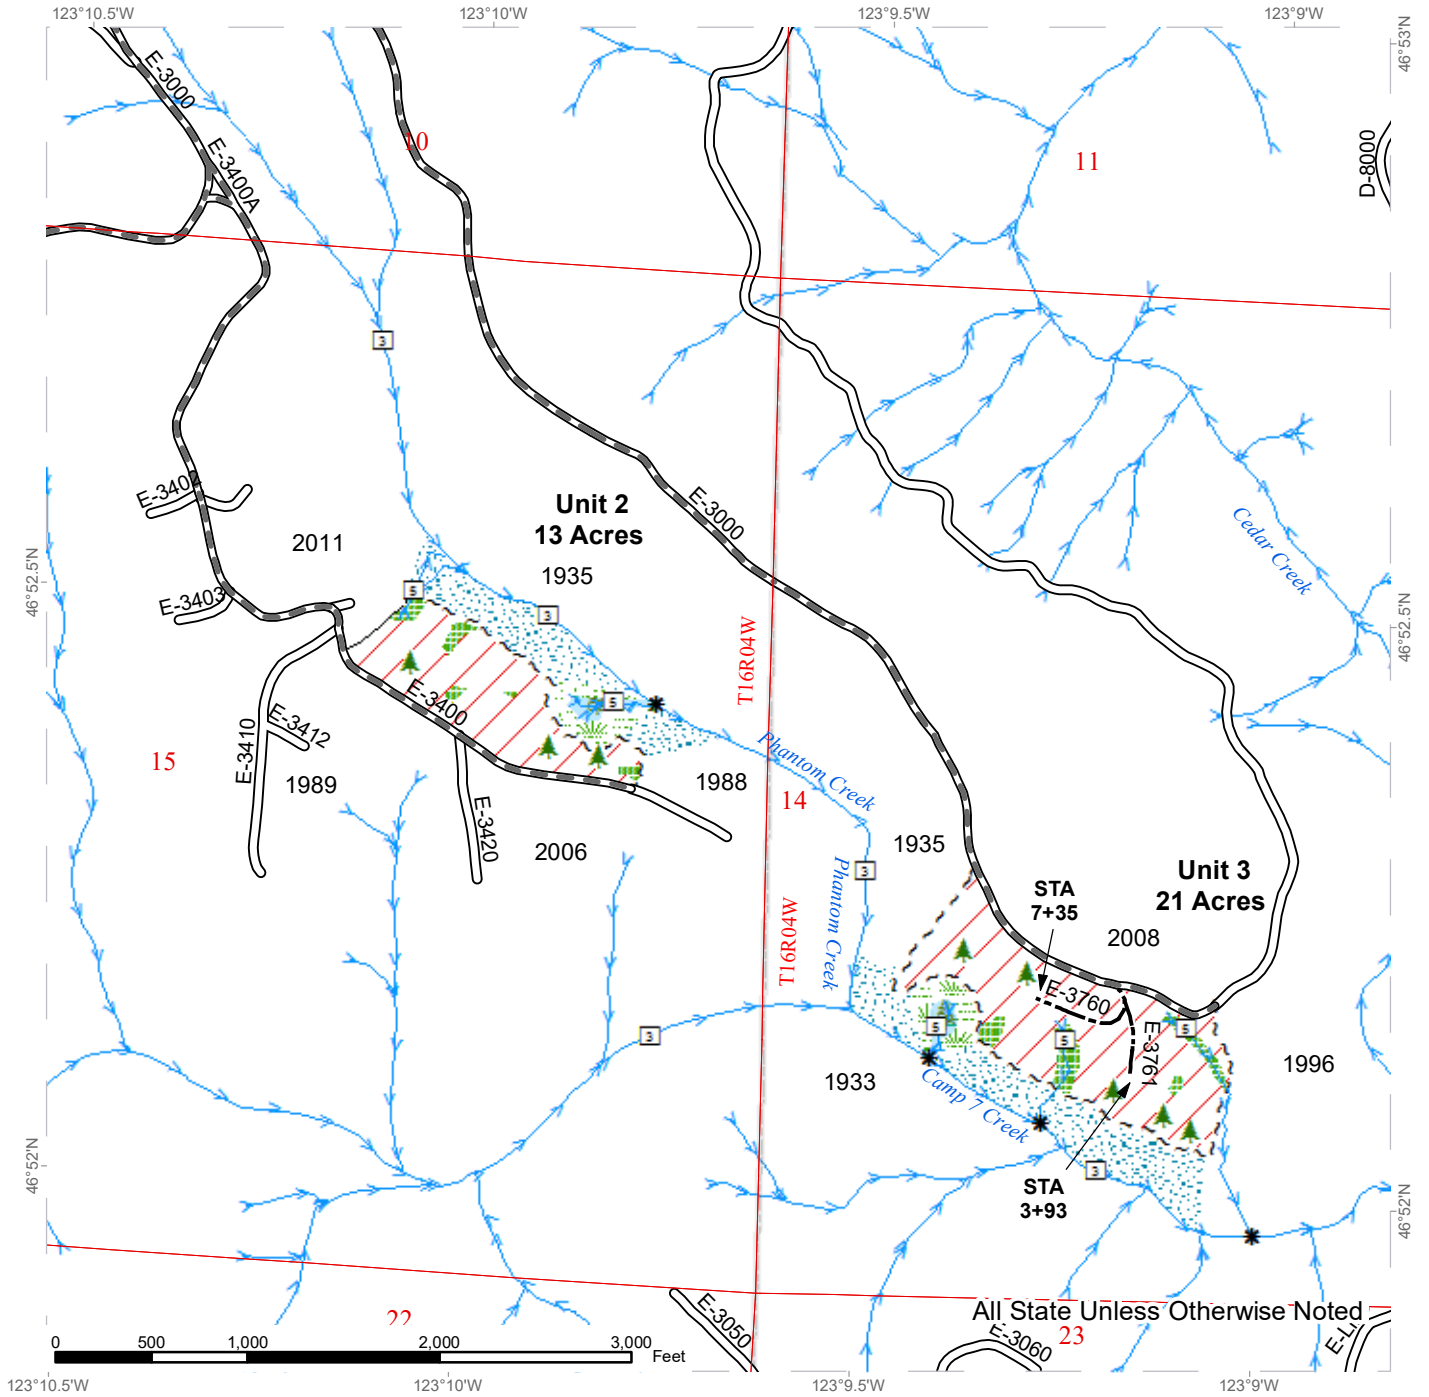 123°10.5'W
123°10'W
123°9.5'W
123°9'W
46°53'N
E-3000
10
11
D-8000
E-3400A
E-3402
Unit 2
13 Acres
E-3000
2011
1935
Cedar Creek
46°52.5'N
46°52.5'N
5
3
E-3403
3
T16R04W
E-3400
5
E-3410
E-3412
15
1989
1988
Phantom Creek
14
E-3420
2006
1935
3
Unit 3
21 Acres
STA
7+35
Phantom Creek
T16R04W
2008
E-3760
5
5
5
E-3761
3
1996
1933
Camp 7 Creek
3
STA
3+93
46°52'N
46°52'N
22
All State Unless Otherwise Noted
23
E-3050
E-3060
0 500 1,000 2,000 3,000
Feet
123°10.5'W
123°10'W
123°9.5'W
123°9'W